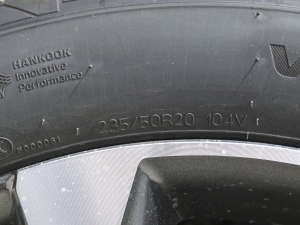 HANKOOK
Innovative
Performance
235/50R20 104V